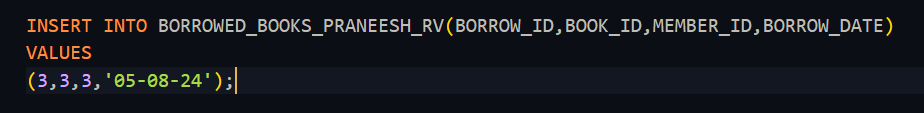 INSERT INTO BORROWED_BOOKS_PRANEESH_RV(BORROW_ID,BOOK_ID,MEMBER_ID,BORROW_DATE)
VALUES
(3,3,3,'05-08-24');